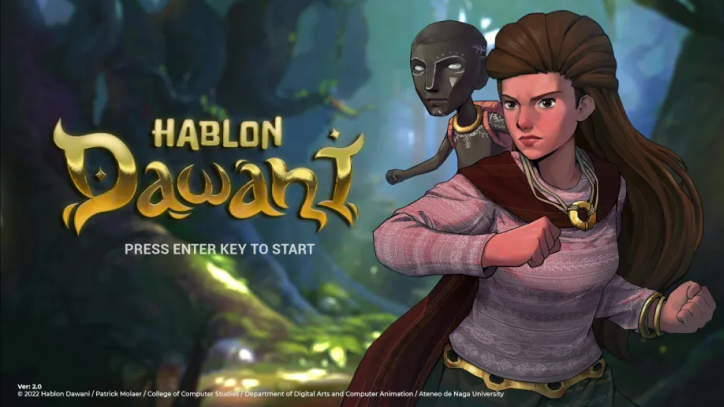 HABLON
Dawani
PRESS ENTER KEY TO START
Ver: 2.0
© 2022 Hablon Dawani / Patrick Molaer / College of Computer Studies / Department of Digital Arts and Computer Animation / Ateneo de Naga University